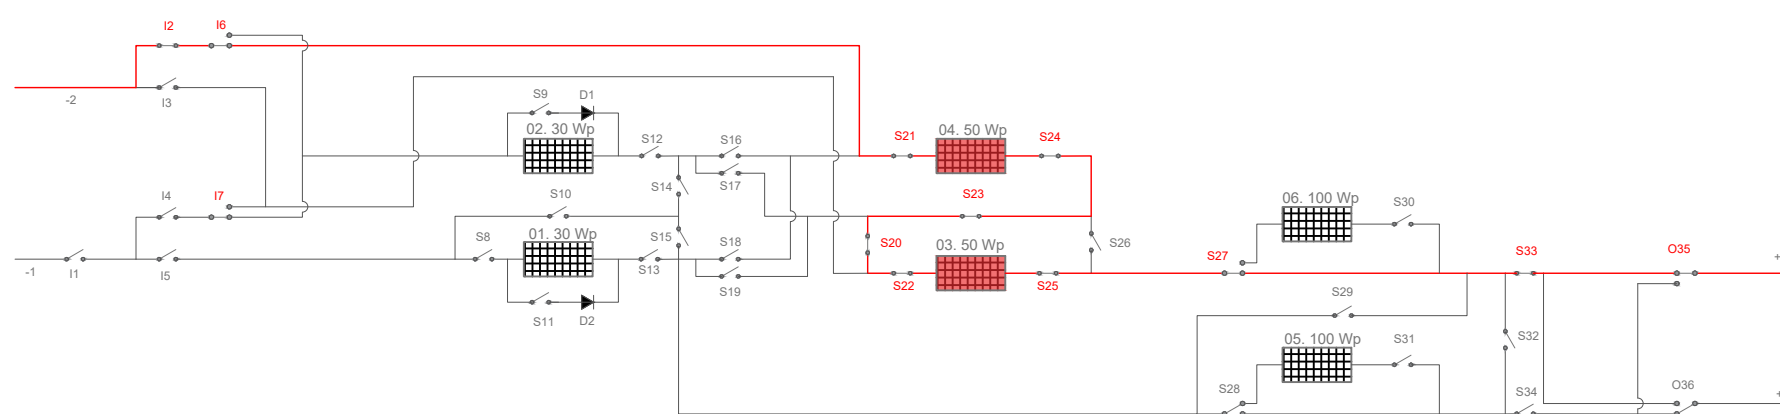 I2
I6
-2
I3
S9
D1
02. 30 Wp
S12
S16
S21
04. 50 Wp
S24
S14
S17
I4
I7
S10
S23
06. 100 Wp
S30
S8
01. 30 Wp
S15
S18
S20
03. 50 Wp
S26
S27
S33
O35
+
-1
I1
I5
S13
S19
S22
S25
S11
D2
S29
S32
05. 100 Wp
S31
S28
S34
O36
+